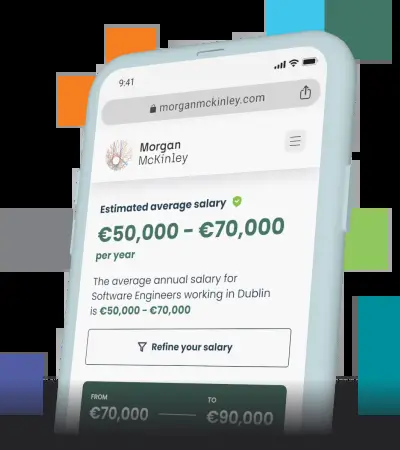 9:41
morganmckinley.com
Morgan
McKinley
Estimated average salary
€50,000 - €70,000
per year
The average annual salary for
Software Engineers working in Dublin
is €50,000 - €70,000
Refine your salary
FROM TO
€70,000 €90,000